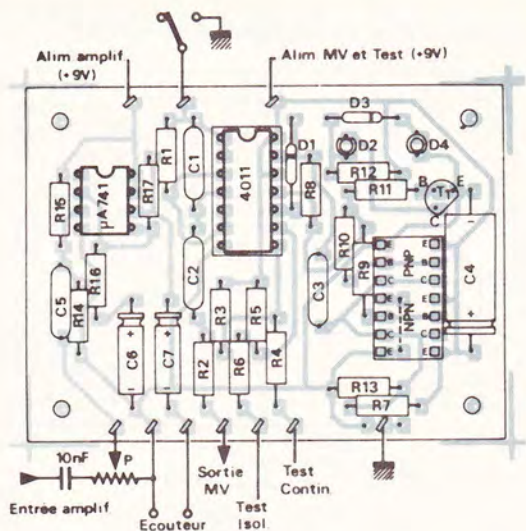 Alim amplif
(+9V)
Alim MV et Test (+9V)
D3
D1
D2
D4
R1
C1
4011
R17
R15
µA741
R8
R12
R11
B
T1
E
C
R16
C2
R10
R9
C3
E
B
C
E
B
C
E
PNP
NPN
E
B
C
E
B
C
E
C4
C5
R14
R3
R5
C6
C7
R2
R6
R4
R13
R7
10nF
P
Entrée amplif
Ecouteur
Sortie
MV
Test
Isol.
Test
Contin.